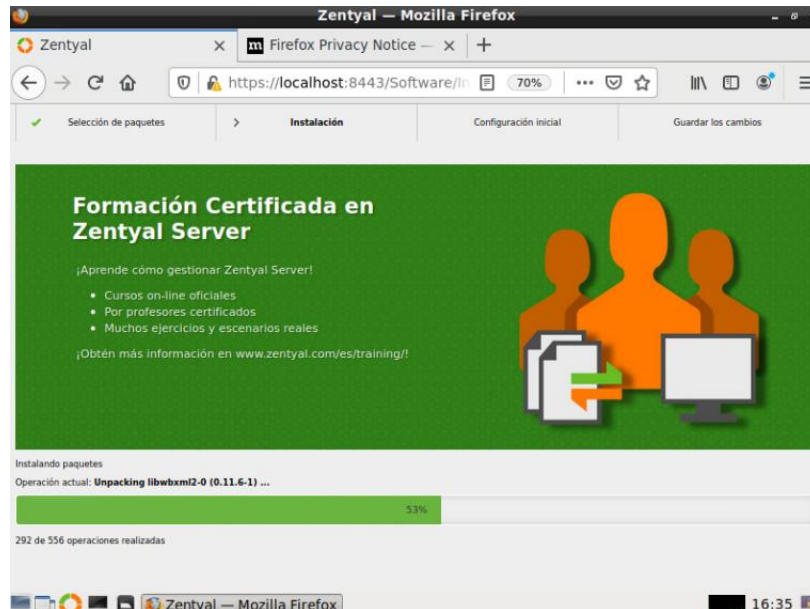 Zentyal — Mozilla Firefox
Zentyal
m Firefox Privacy Notice —
https://localhost:8443/Software/In 70%
Selección de paquetes Instalación Configuración inicial Guardar los cambios
Formación Certificada en
Zentyal Server
¡Aprende cómo gestionar Zentyal Server!
• Cursos on-line oficiales
• Por profesores certificados
• Muchos ejercicios y escenarios reales
¡Obtén más información en www.zentyal.com/es/training/!
Instalando paquetes
Operación actual: Unpacking libwbxml2-0 (0.11.6-1) ...
53%
292 de 556 operaciones realizadas
Zentyal — Mozilla Firefox 16:35